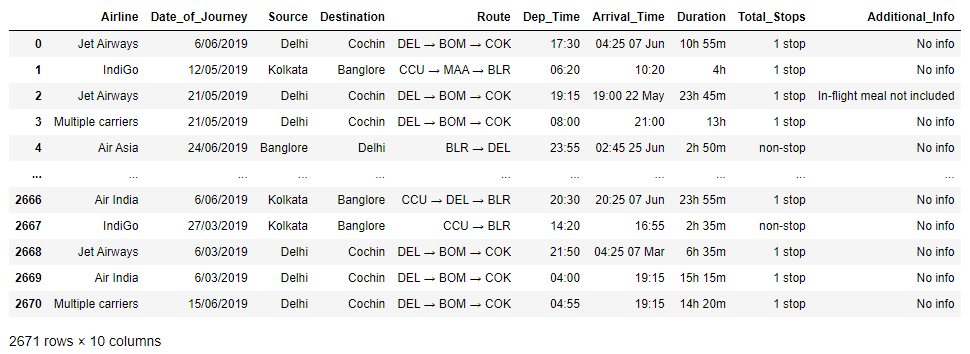 Airline Date_of_Journey Source Destination Route Dep_Time Arrival_Time Duration Total_Stops Additional_Info
0 Jet Airways 6/06/2019 Delhi Cochin DEL → BOM → COK 17:30 04:25 07 Jun 10h 55m 1 stop No info
1 IndiGo 12/05/2019 Kolkata Banglore CCU → MAA → BLR 06:20 10:20 4h 1 stop No info
2 Jet Airways 21/05/2019 Delhi Cochin DEL → BOM → COK 19:15 19:00 22 May 23h 45m 1 stop In-flight meal not included
3 Multiple carriers 21/05/2019 Delhi Cochin DEL → BOM → COK 08:00 21:00 13h 1 stop No info
4 Air Asia 24/06/2019 Banglore Delhi BLR → DEL 23:55 02:45 25 Jun 2h 50m non-stop No info
... ... ... ... ... ... ... ... ... ... ...
2666 Air India 6/06/2019 Kolkata Banglore CCU → DEL → BLR 20:30 20:25 07 Jun 23h 55m 1 stop No info
2667 IndiGo 27/03/2019 Kolkata Banglore CCU → BLR 14:20 16:55 2h 35m non-stop No info
2668 Jet Airways 6/03/2019 Delhi Cochin DEL → BOM → COK 21:50 04:25 07 Mar 6h 35m 1 stop No info
2669 Air India 6/03/2019 Delhi Cochin DEL → BOM → COK 04:00 19:15 15h 15m 1 stop No info
2670 Multiple carriers 15/06/2019 Delhi Cochin DEL → BOM → COK 04:55 19:15 14h 20m 1 stop No info
2671 rows × 10 columns